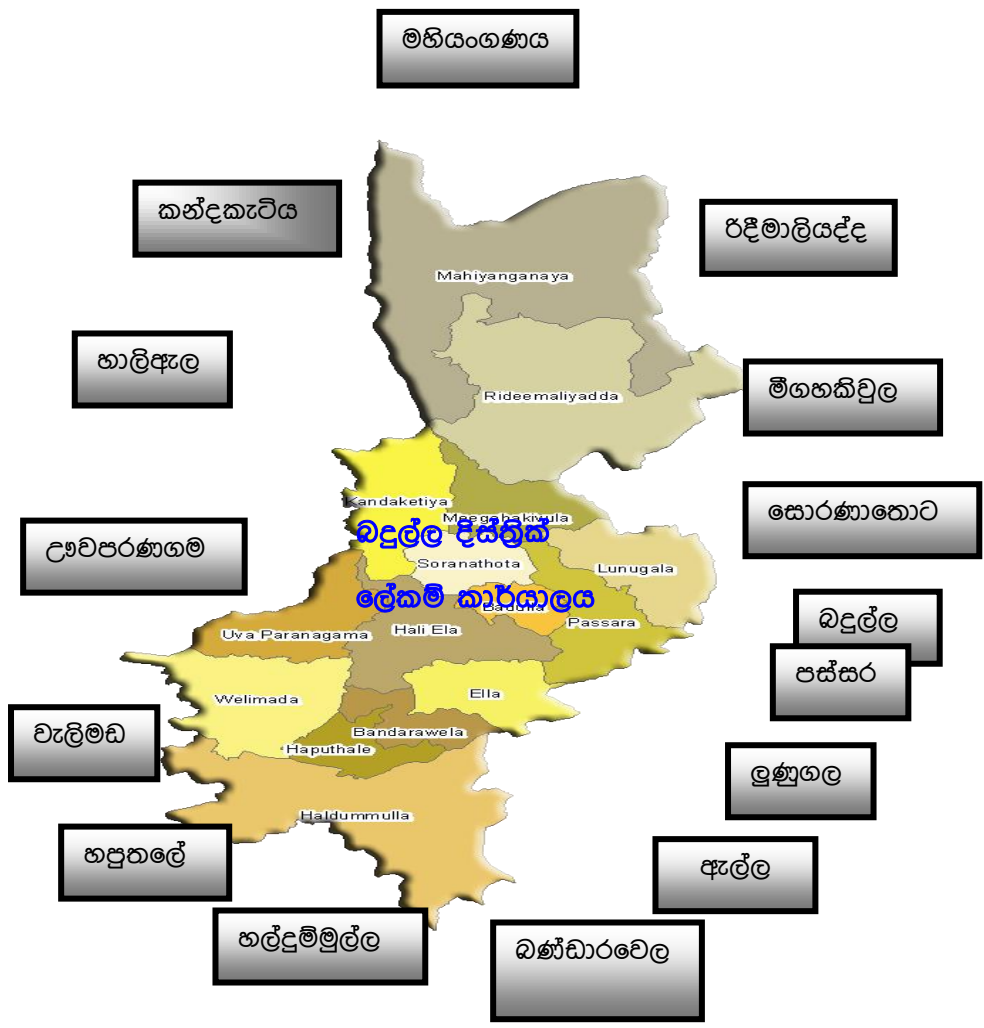 මහියංගණය
කන්දකැටිය
රිදීමාලියද්ද
Mahiyanganaya
හාලිඇල
මීගහකිවුල
Rideemaliyadda
Kandaketiya
සොරණාතොට
Meegahakivula
බදුල්ල දිස්ත්‍රික්
ඌවපරණගම
Soranathota
Lunugala
ලේකම් කාර්යාලය
Badulla
බදුල්ල
Passara
Hali Ela
Uva Paranagama
පස්සර
Ella
Welimada
වැලිමඩ
Bandarawela
Haputhale
ලුණුගල
Haldummulla
හපුතලේ
ඇල්ල
හල්දුම්මුල්ල
බණ්ඩාරවෙල